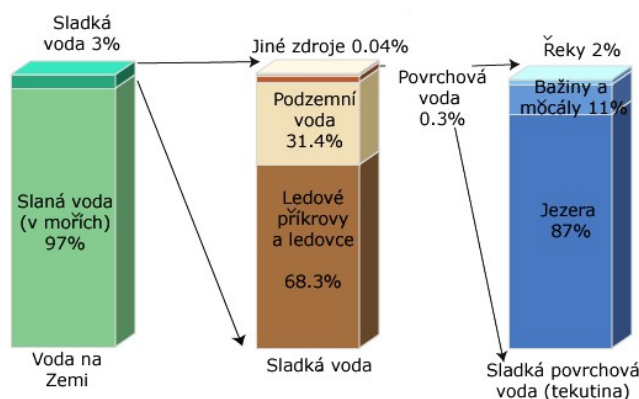 Sladká
voda 3%
Slaná voda
(v mořích)
97%
Voda na
Zemi
Jiné zdroje 0.04%
Podzemní
voda
31.4%
Ledové
příkrovy
a ledovce
68.3%
Sladká voda
Povrchová
voda
0.3%
Řeky 2%
Bažiny a
močály 11%
Jezera
87%
Sladká povrchová
voda (tekutina)